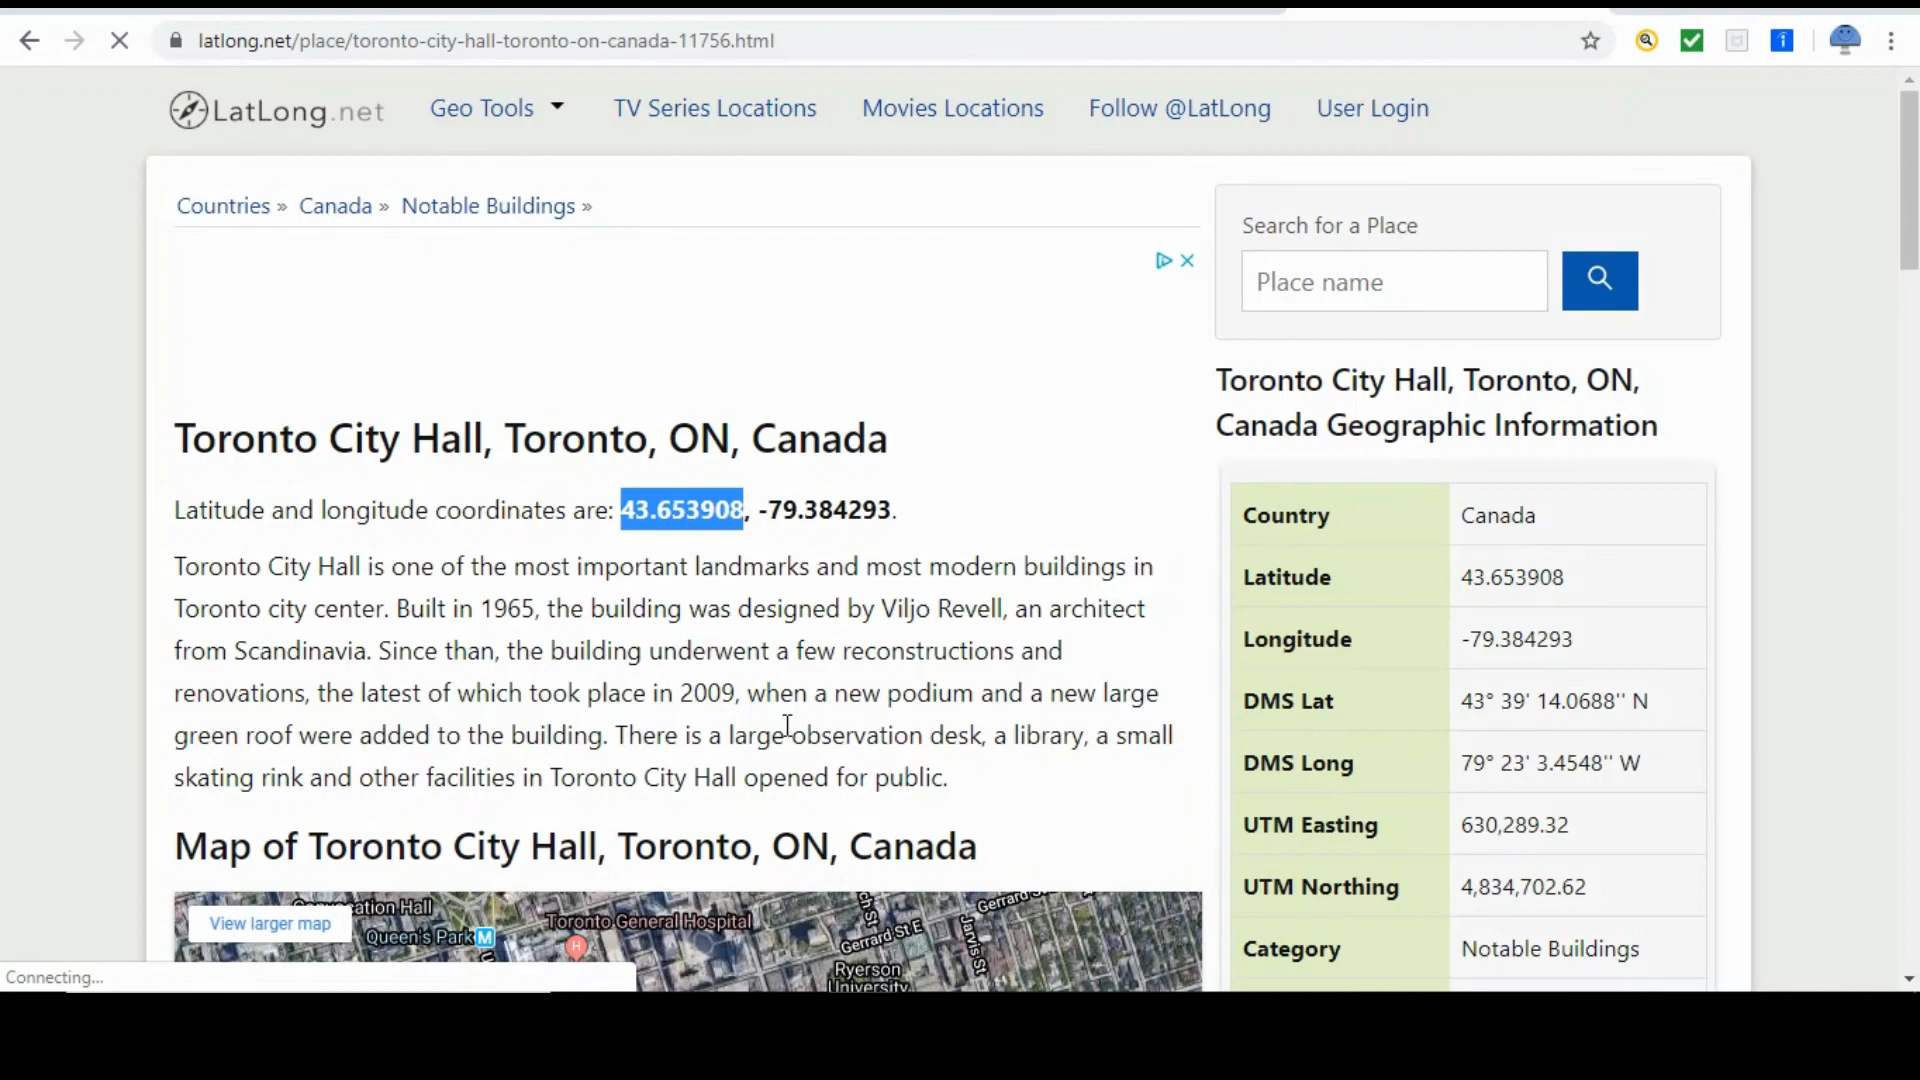 latlong.net/place/toronto-city-hall-toronto-on-canada-11756.html
LatLong.net
Geo Tools
TV Series Locations
Movies Locations
Follow @LatLong
User Login
Countries » Canada » Notable Buildings »
Search for a Place
Place name
Toronto City Hall, Toronto, ON, Canada
Latitude and longitude coordinates are: 43.653908, -79.384293.
Toronto City Hall is one of the most important landmarks and most modern buildings in
Toronto city center. Built in 1965, the building was designed by Viljo Revell, an architect
from Scandinavia. Since than, the building underwent a few reconstructions and
renovations, the latest of which took place in 2009, when a new podium and a new large
green roof were added to the building. There is a large observation desk, a library, a small
skating rink and other facilities in Toronto City Hall opened for public.
Map of Toronto City Hall, Toronto, ON, Canada
View larger map
Queen's Park
M
Toronto General Hospital
H
Gerrard St E
Jarvis St
Gerrard
Ryerson
University
Connecting...
Toronto City Hall, Toronto, ON,
Canada Geographic Information
Country Canada
Latitude 43.653908
Longitude -79.384293
DMS Lat 43° 39' 14.0688'' N
DMS Long 79° 23' 3.4548'' W
UTM Easting 630,289.32
UTM Northing 4,834,702.62
Category Notable Buildings